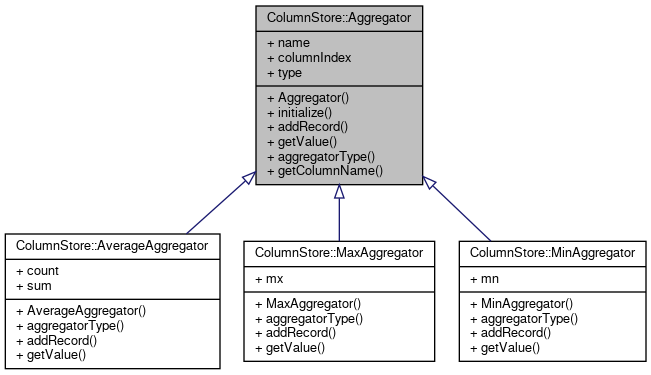 ColumnStore::Aggregator
+ name
+ columnIndex
+ type
+ Aggregator()
+ initialize()
+ addRecord()
+ getValue()
+ aggregatorType()
+ getColumnName()
ColumnStore::AverageAggregator
+ count
+ sum
+ AverageAggregator()
+ aggregatorType()
+ addRecord()
+ getValue()
ColumnStore::MaxAggregator
+ mx
+ MaxAggregator()
+ aggregatorType()
+ addRecord()
+ getValue()
ColumnStore::MinAggregator
+ mn
+ MinAggregator()
+ aggregatorType()
+ addRecord()
+ getValue()